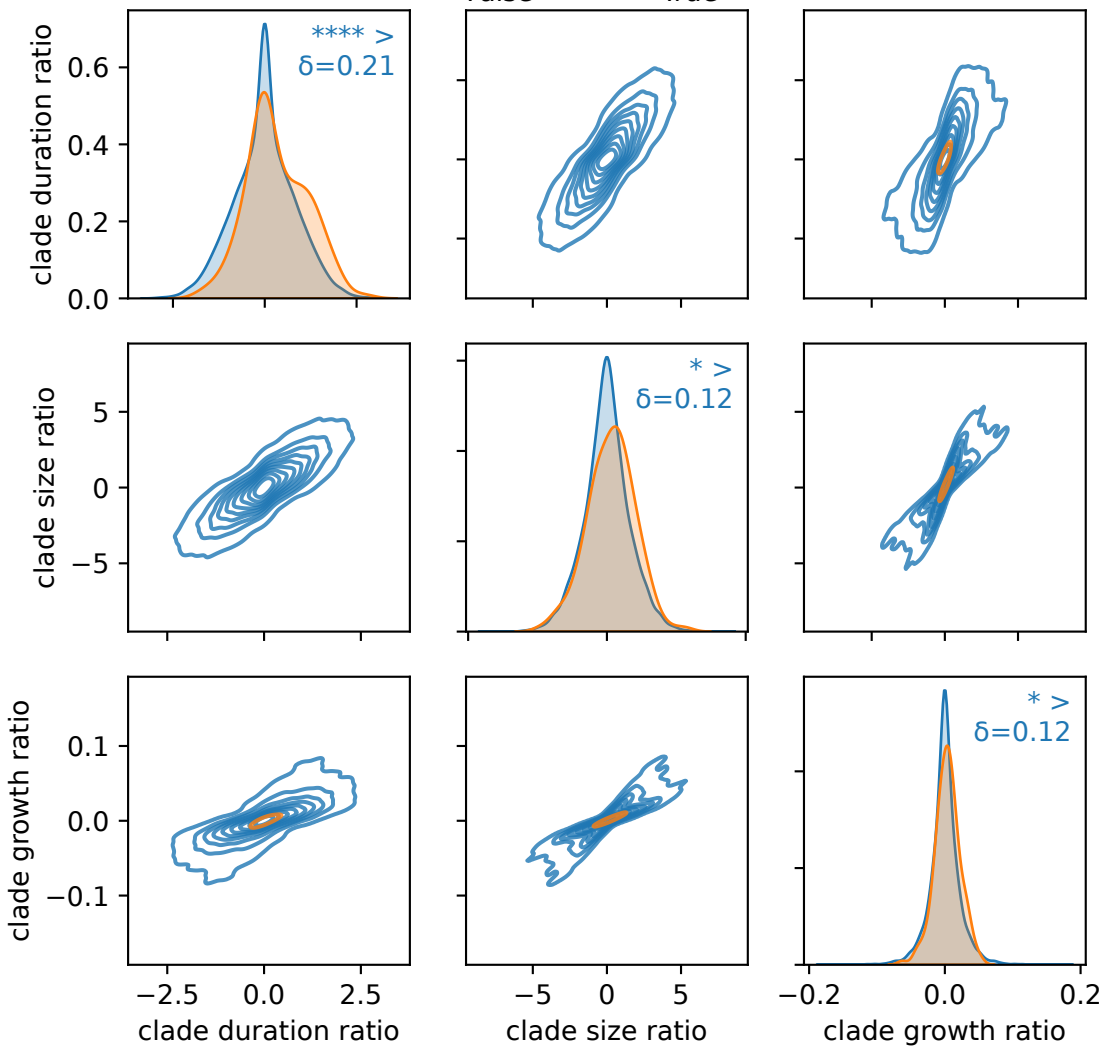 **** >
δ=0.21
clade duration ratio
0.6
0.4
0.2
0.0
clade size ratio
5
0
−5
* >
δ=0.12
clade growth ratio
0.1
0.0
−0.1
* >
δ=0.12
−2.5 0.0 2.5
−5 0 5
−0.2 0.0 0.2
clade duration ratio
clade size ratio
clade growth ratio